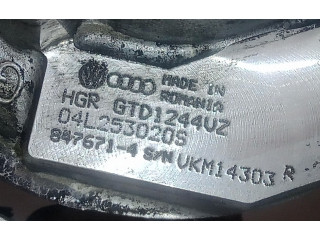 MADE IN
ROMANIA
HGR GTD1244VZ
04L253020S
847671-4 S/N UKM14303 R